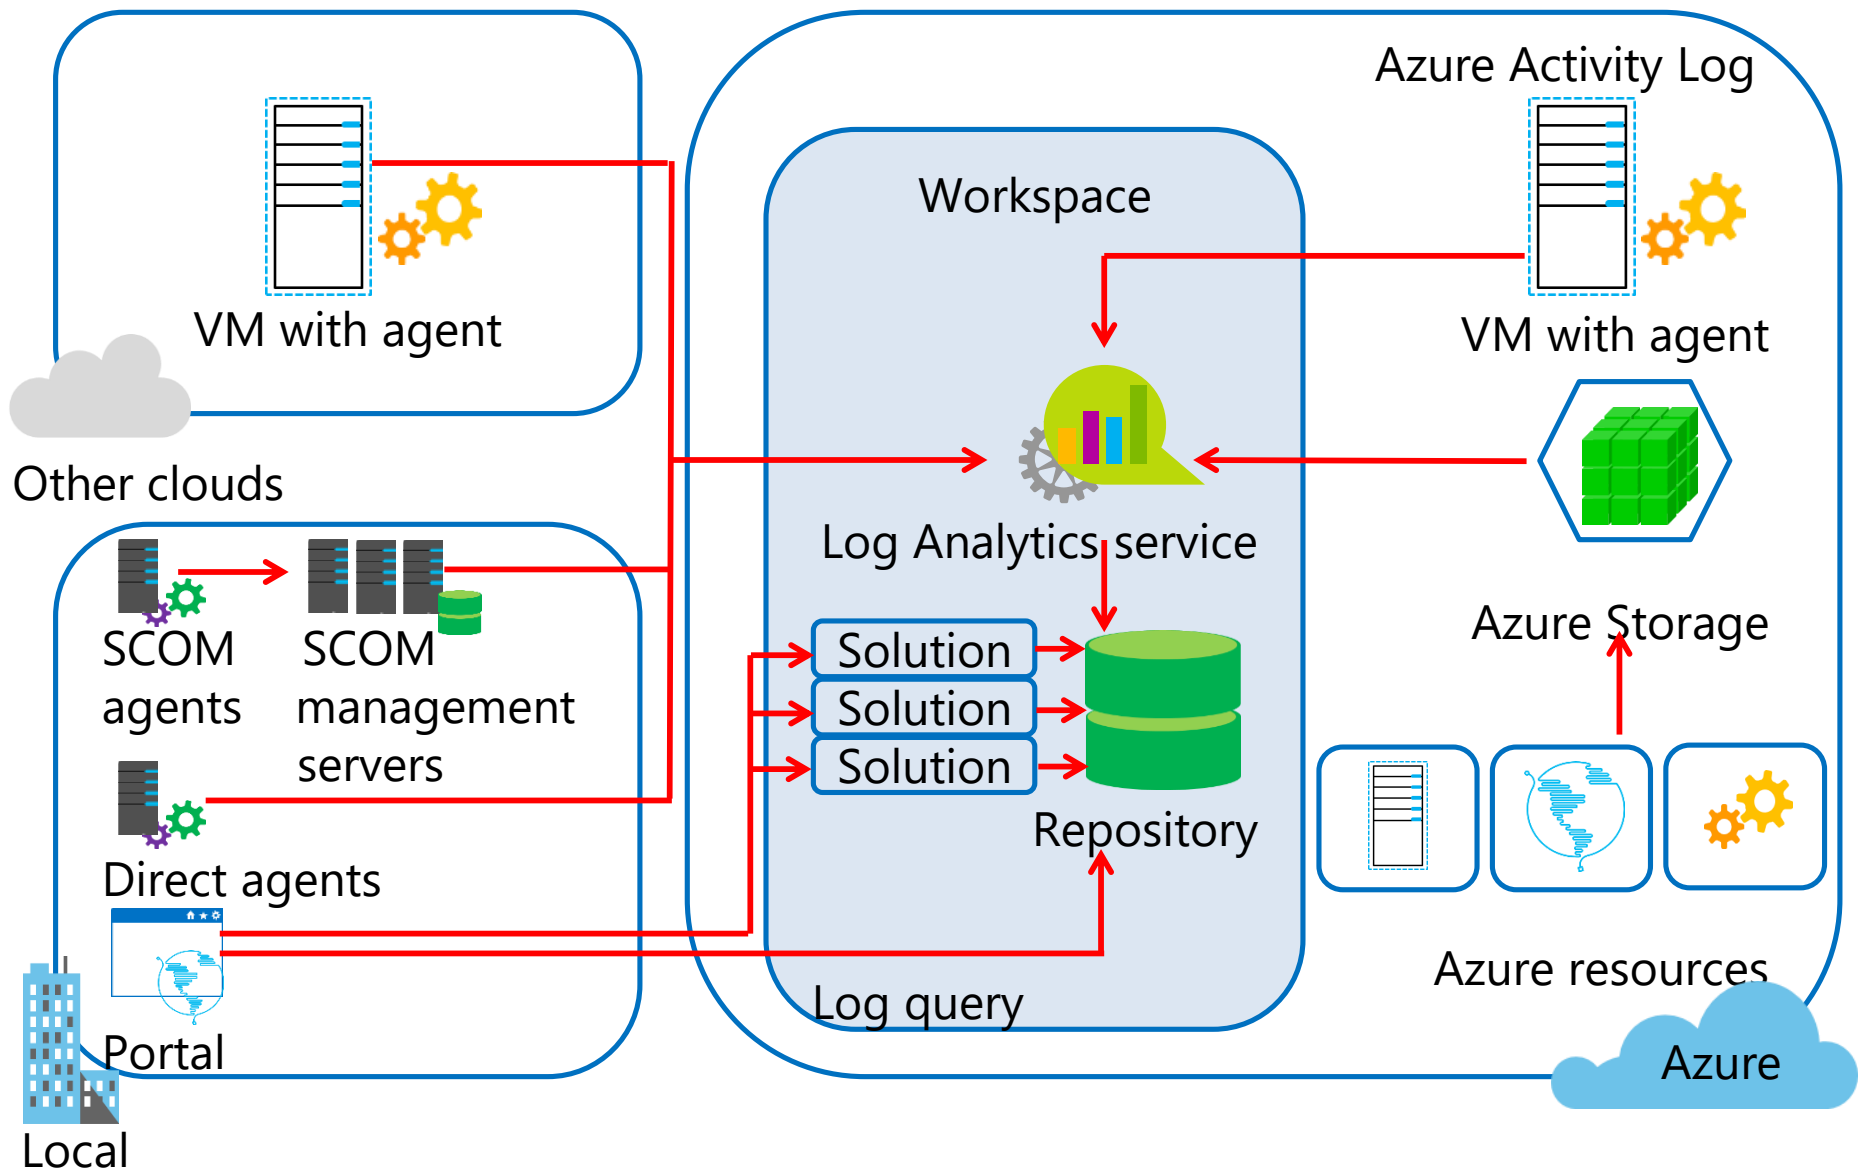 Azure Activity Log
Workspace
VM with agent
VM with agent
Other clouds
Log Analytics service
SCOM
agents
SCOM
management
servers
Solution
Solution
Solution
Azure Storage
Repository
Direct agents
Azure resources
Log query
Portal
Azure
Local